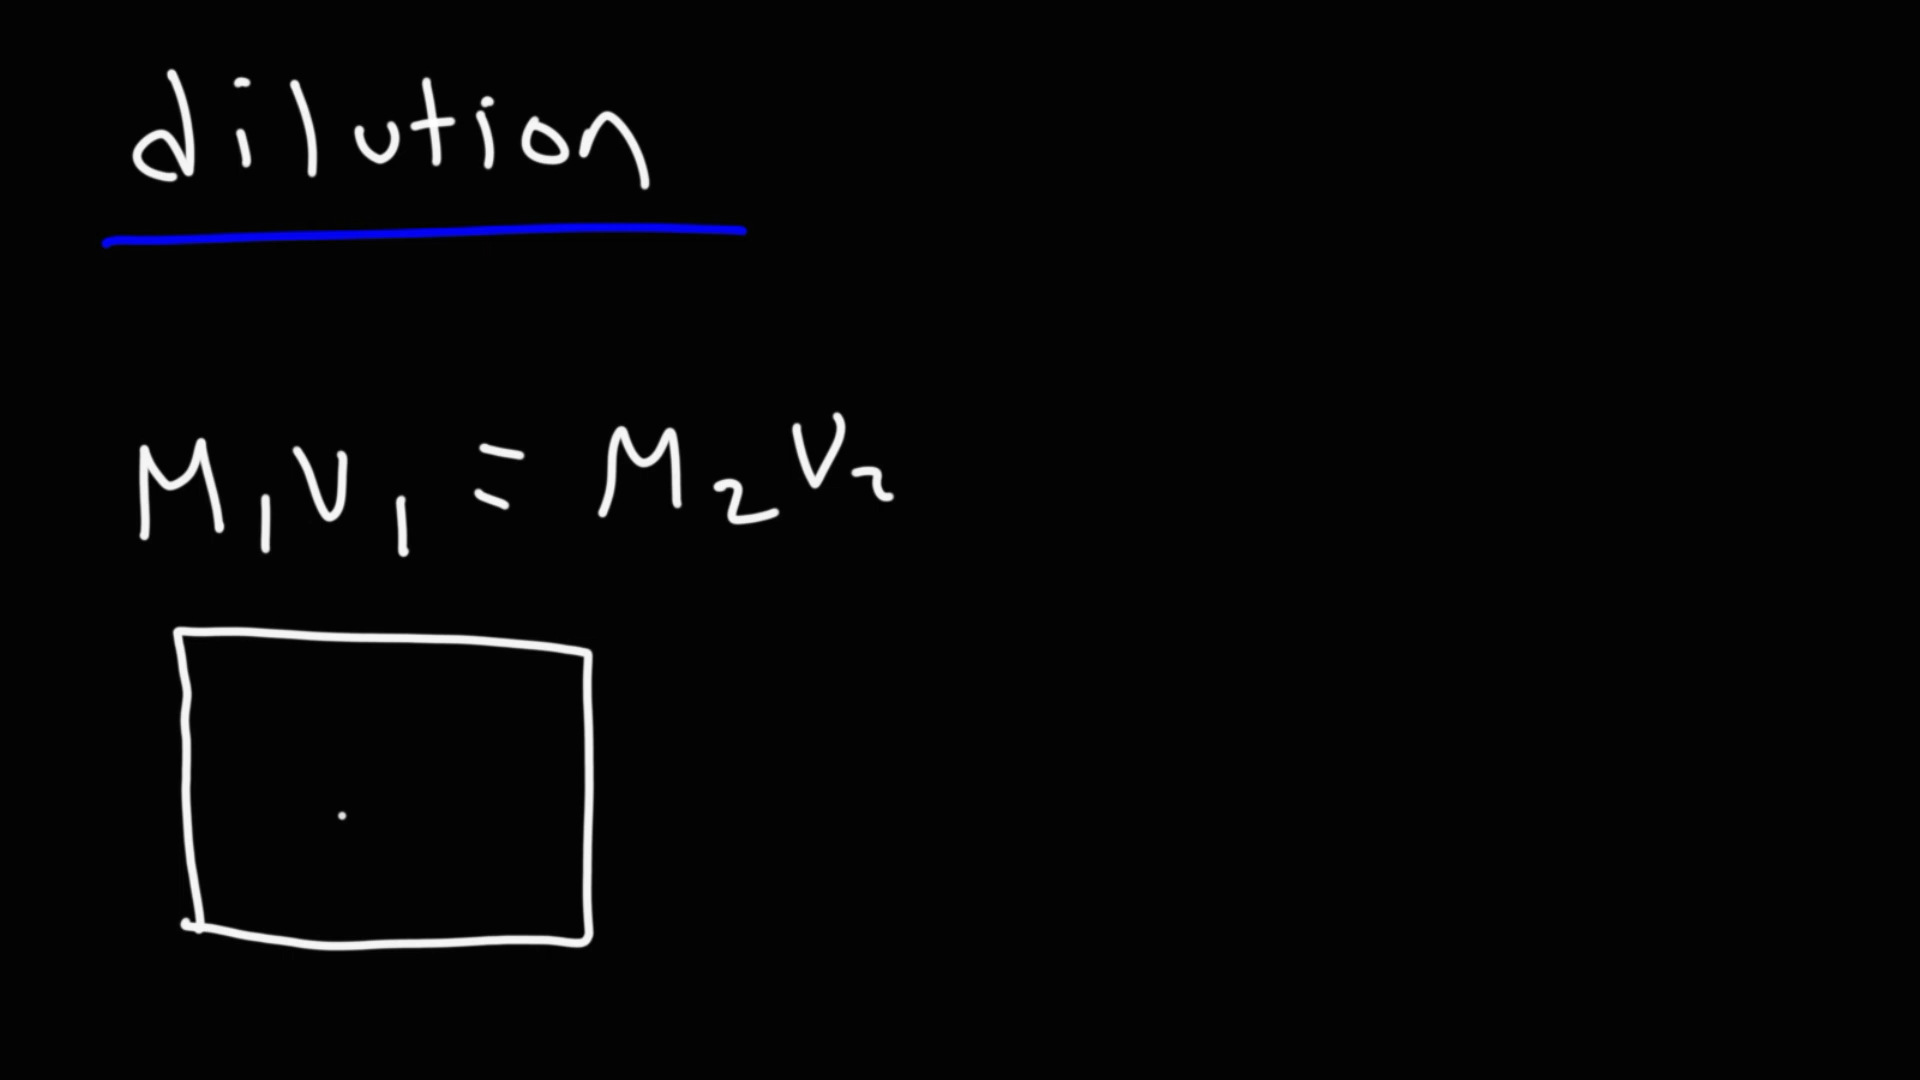 dilution
M₁V₁ = M₂V₂